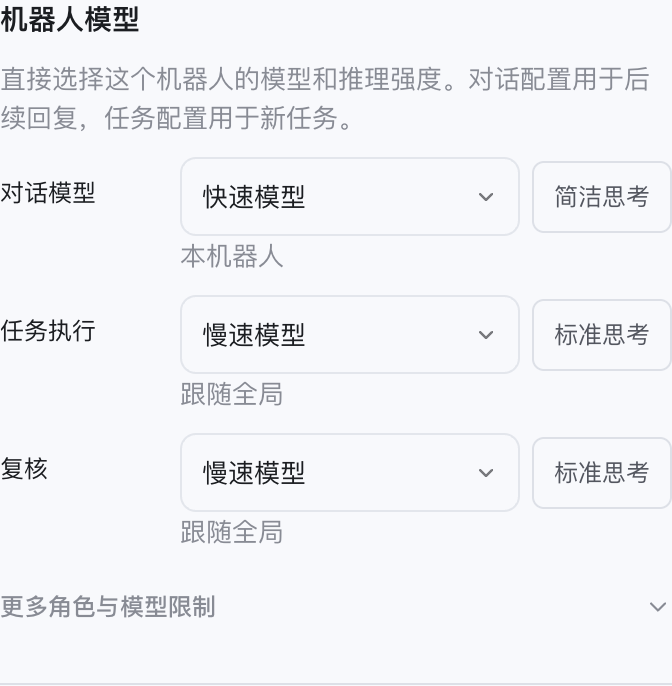 机器人模型
直接选择这个机器人的模型和推理强度。对话配置用于后
续回复，任务配置用于新任务。
对话模型
快速模型
简洁思考
本机器人
任务执行
慢速模型
标准思考
跟随全局
复核
慢速模型
标准思考
跟随全局
更多角色与模型限制